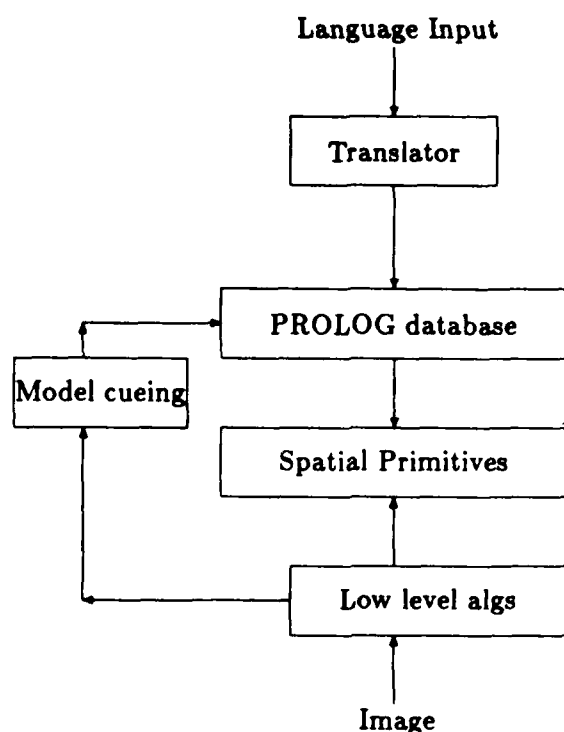 Language Input
Translator
PROLOG database
Model cueing
Spatial Primitives
Low level algs
Image